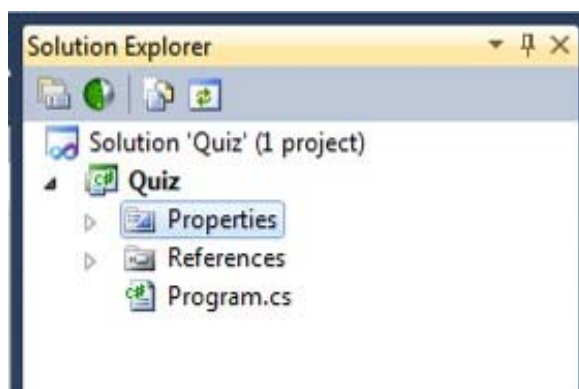 Solution Explorer
Solution 'Quiz' (1 project)
Quiz
Properties
References
Program.cs